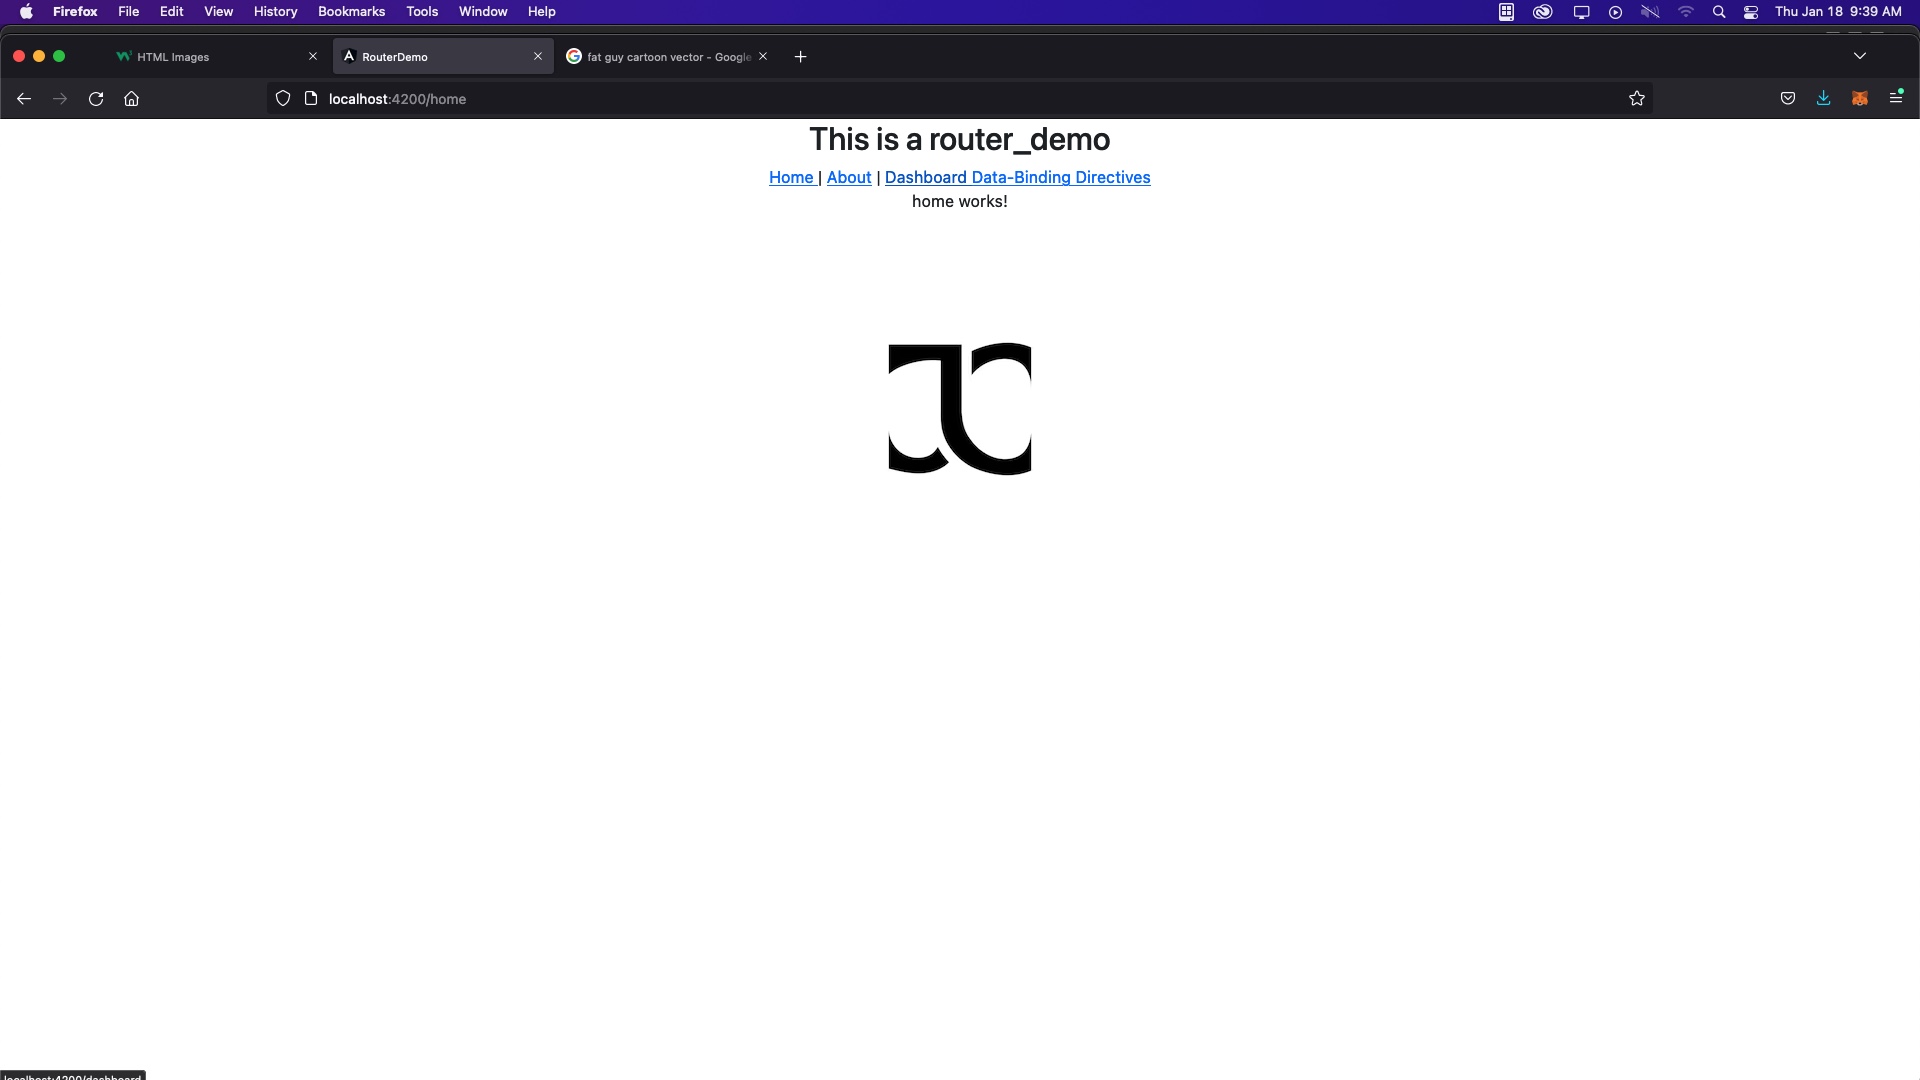 Firefox File Edit View History Bookmarks Tools Window Help Thu Jan 18 9:39 AM
HTML Images RouterDemo fat guy cartoon vector - Google
localhost:4200/home
This is a router_demo
Home | About | Dashboard Data-Binding Directives
home works!
localhost:4200/dashboard